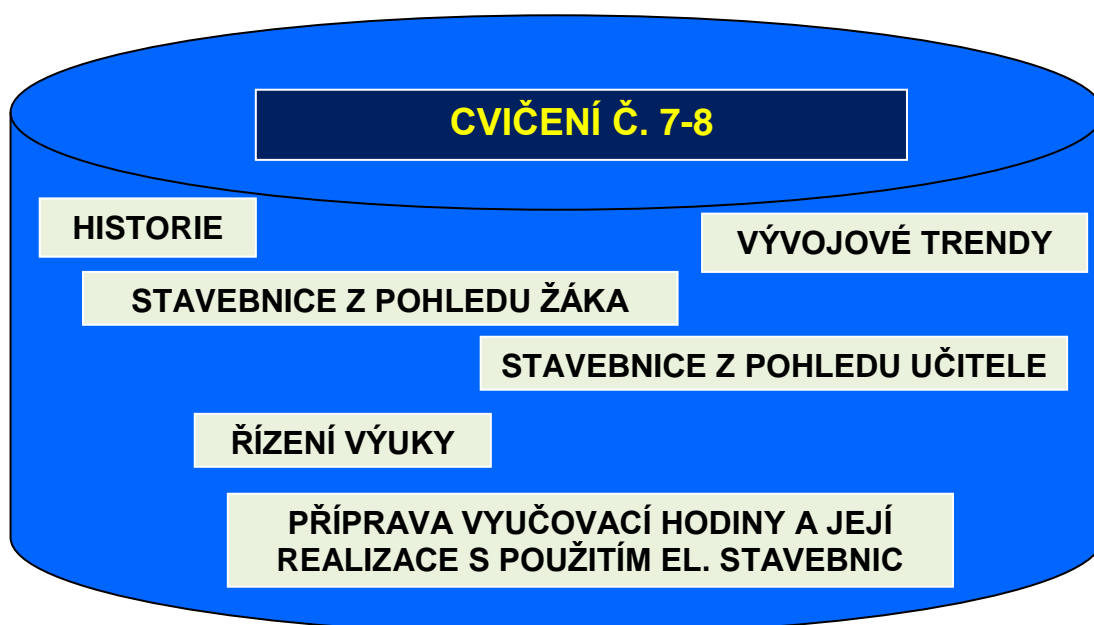 CVIČENÍ Č. 7-8
HISTORIE
VÝVOJOVÉ TRENDY
STAVEBNICE Z POHLEDU ŽÁKA
STAVEBNICE Z POHLEDU UČITELE
ŘÍZENÍ VÝUKY
PŘÍPRAVA VYUČOVACÍ HODINY A JEJÍ
REALIZACE S POUŽITÍM EL. STAVEBNIC